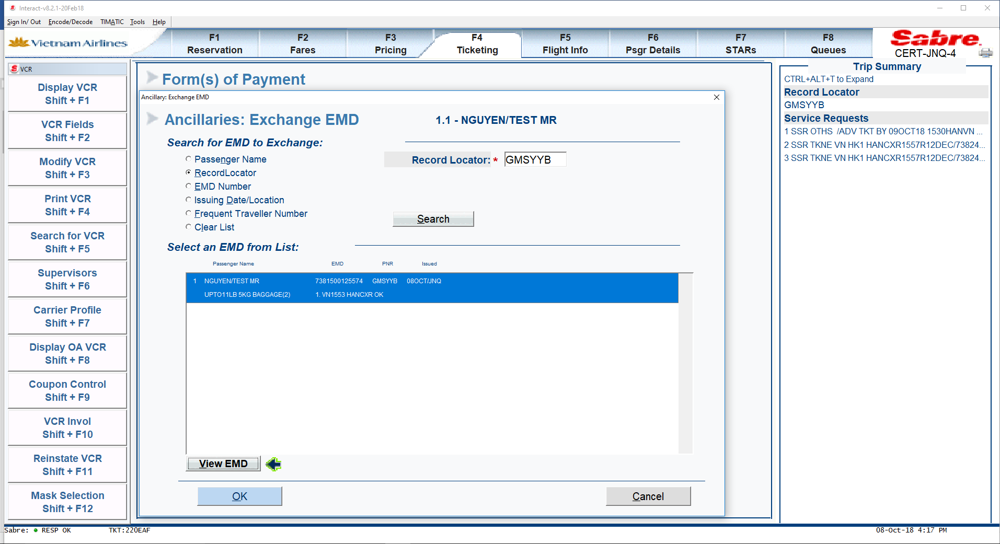 Interact-v8.2.1-20Feb18
Sign In/ Out Encode/Decode TIMATIC Tools Help
Vietnam Airlines
F1 Reservation
F2 Fares
F3 Pricing
F4 Ticketing
F5 Flight Info
F6 Psgr Details
F7 STARs
F8 Queues
Sabre.
CERT-JNQ-4
VCR
Display VCR
Shift + F1
VCR Fields
Shift + F2
Modify VCR
Shift + F3
Print VCR
Shift + F4
Search for VCR
Shift + F5
Supervisors
Shift + F6
Carrier Profile
Shift + F7
Display OA VCR
Shift + F8
Coupon Control
Shift + F9
VCR Invol
Shift + F10
Reinstate VCR
Shift + F11
Mask Selection
Shift + F12
Form(s) of Payment
Ancillary: Exchange EMD
Ancillaries: Exchange EMD
1.1 - NGUYEN/TEST MR
Search for EMD to Exchange:
Passenger Name
RecordLocator
EMD Number
Issuing Date/Location
Frequent Traveller Number
Clear List
Record Locator: * GMSYYB
Search
Select an EMD from List:
Passenger Name EMD PNR Issued
1 NGUYEN/TEST MR 7381500125574 GMSYYB 08OCT/JNQ
UPTO11LB 5KG BAGGAGE(2) 1. VN1553 HANCXR OK
View EMD
OK
Cancel
Trip Summary
CTRL+ALT+T to Expand
Record Locator
GMSYYB
Service Requests
1 SSR OTHS /ADV TKT BY 09OCT18 1530HANVN ...
2 SSR TKNE VN HK1 HANCXR1557R12DEC/73824...
3 SSR TKNE VN HK1 HANCXR1557R12DEC/73824...
Sabre: RESP OK TKT:220EAF
08-Oct-18 4:17 PM